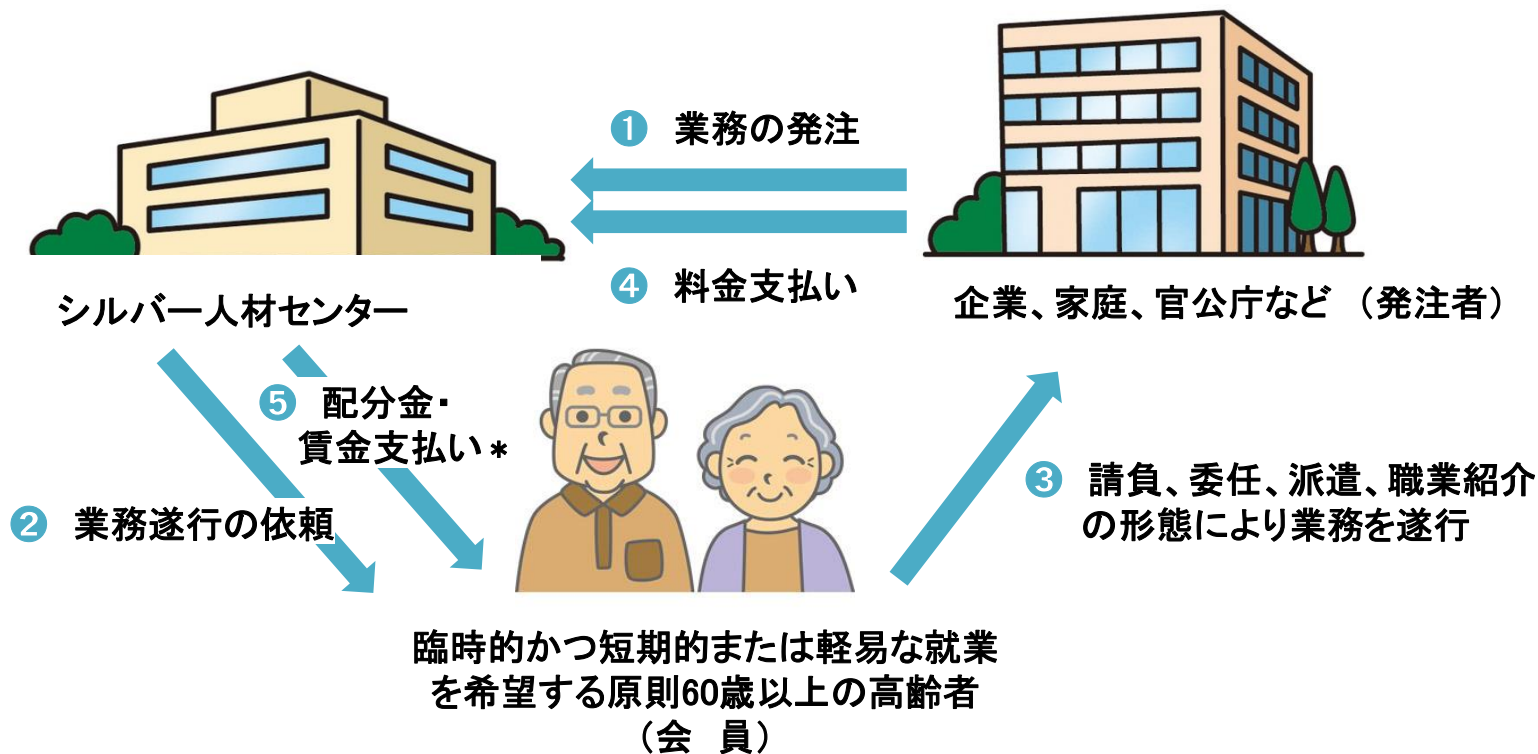 ❶ 業務の発注
❹ 料金支払い
シルバー人材センター
企業、家庭、官公庁など （発注者）
❺ 配分金・
賃金支払い＊
❷ 業務遂行の依頼
❸ 請負、委任、派遣、職業紹介
の形態により業務を遂行
臨時的かつ短期的または軽易な就業
を希望する原則60歳以上の高齢者
（会　員）